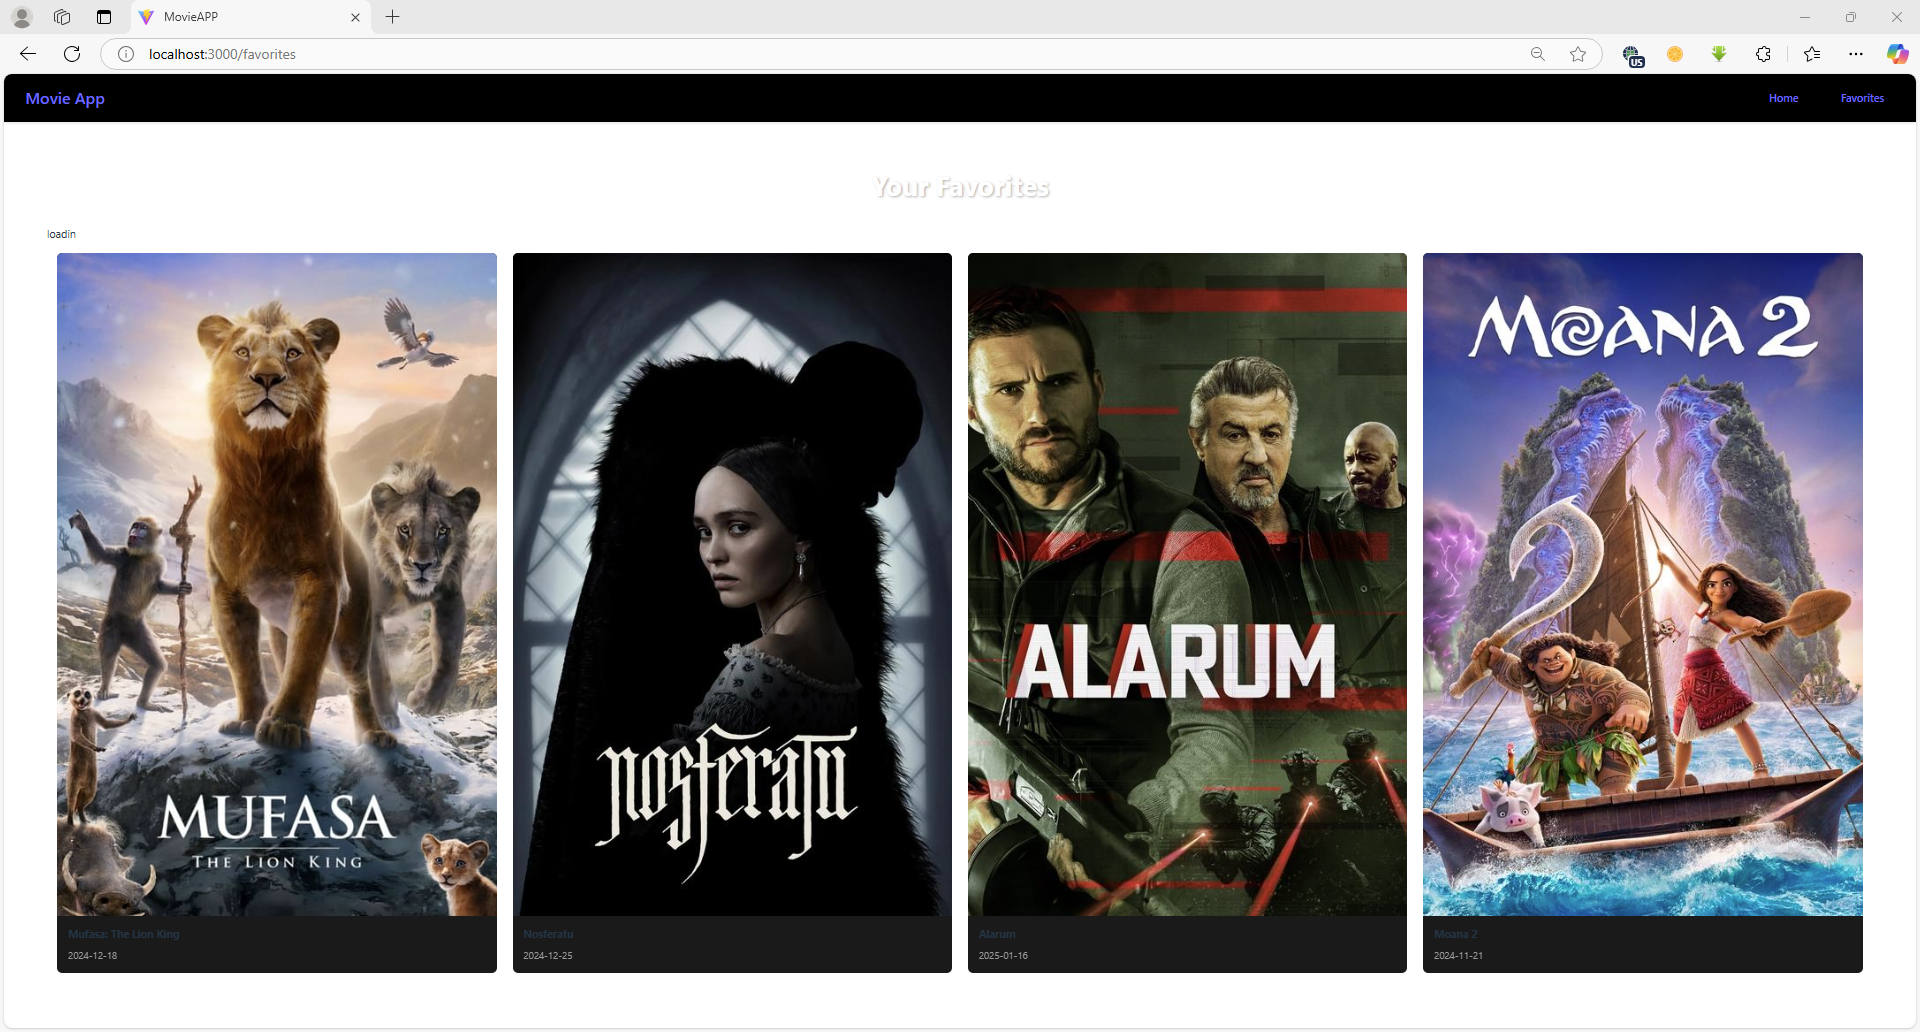 MovieAPP
localhost:3000/favorites
US
Movie App
Home
Favorites
Your Favorites
loadin
MUFASA
THE LION KING
nosferatu
ALARUM
MOANA 2
Mufasa: The Lion King
2024-12-18
Nosferatu
2024-12-25
Alarum
2025-01-16
Moana 2
2024-11-21